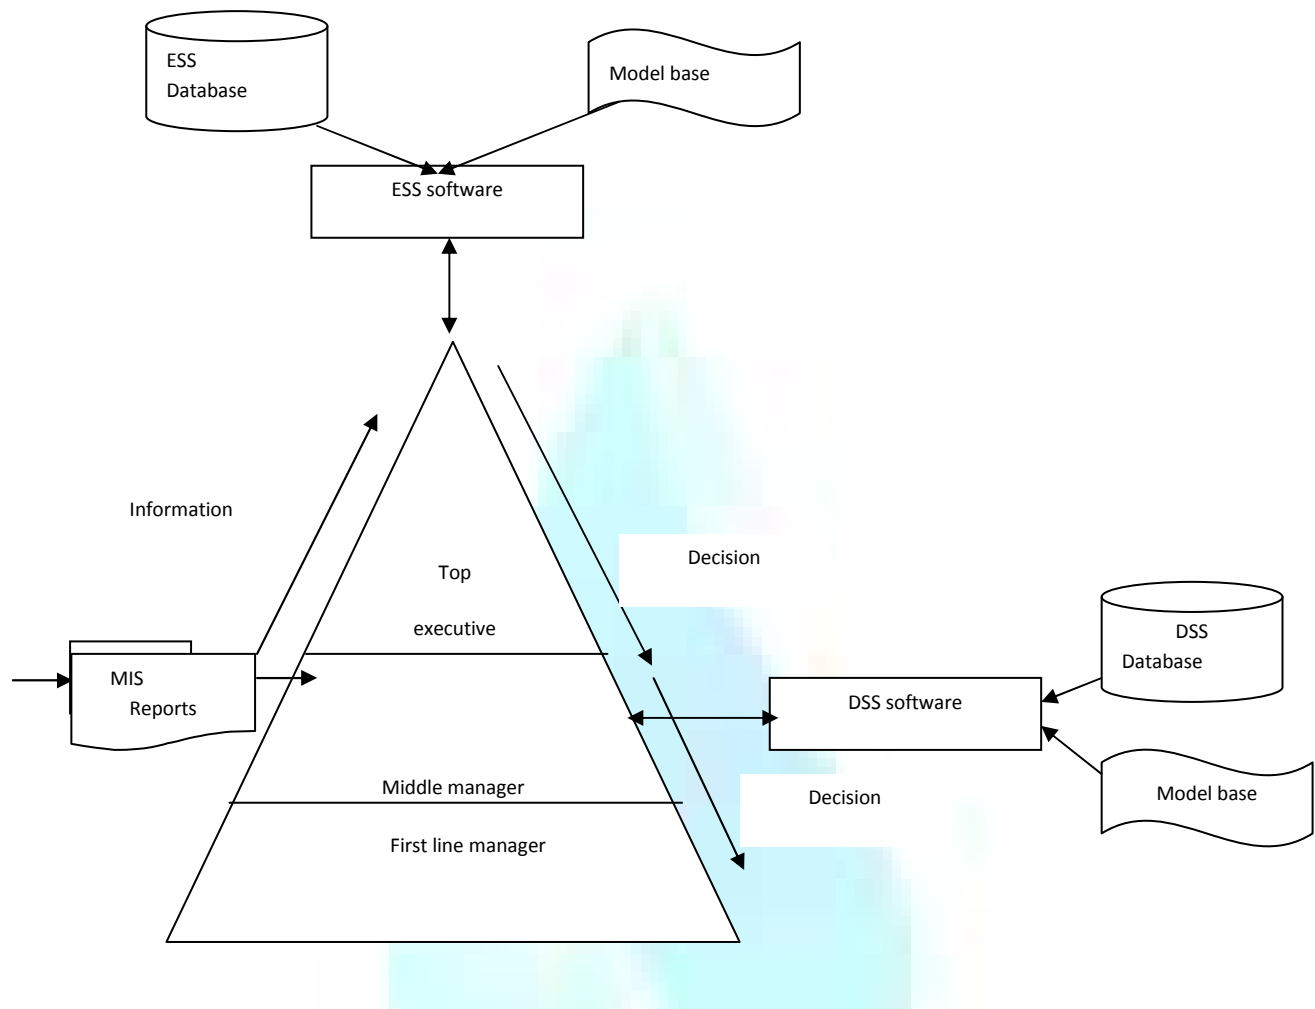 ESS
Database
Model base
ESS software
Information
Decision
Top
executive
MIS
Reports
DSS
Database
DSS software
Middle manager
Decision
Model base
First line manager